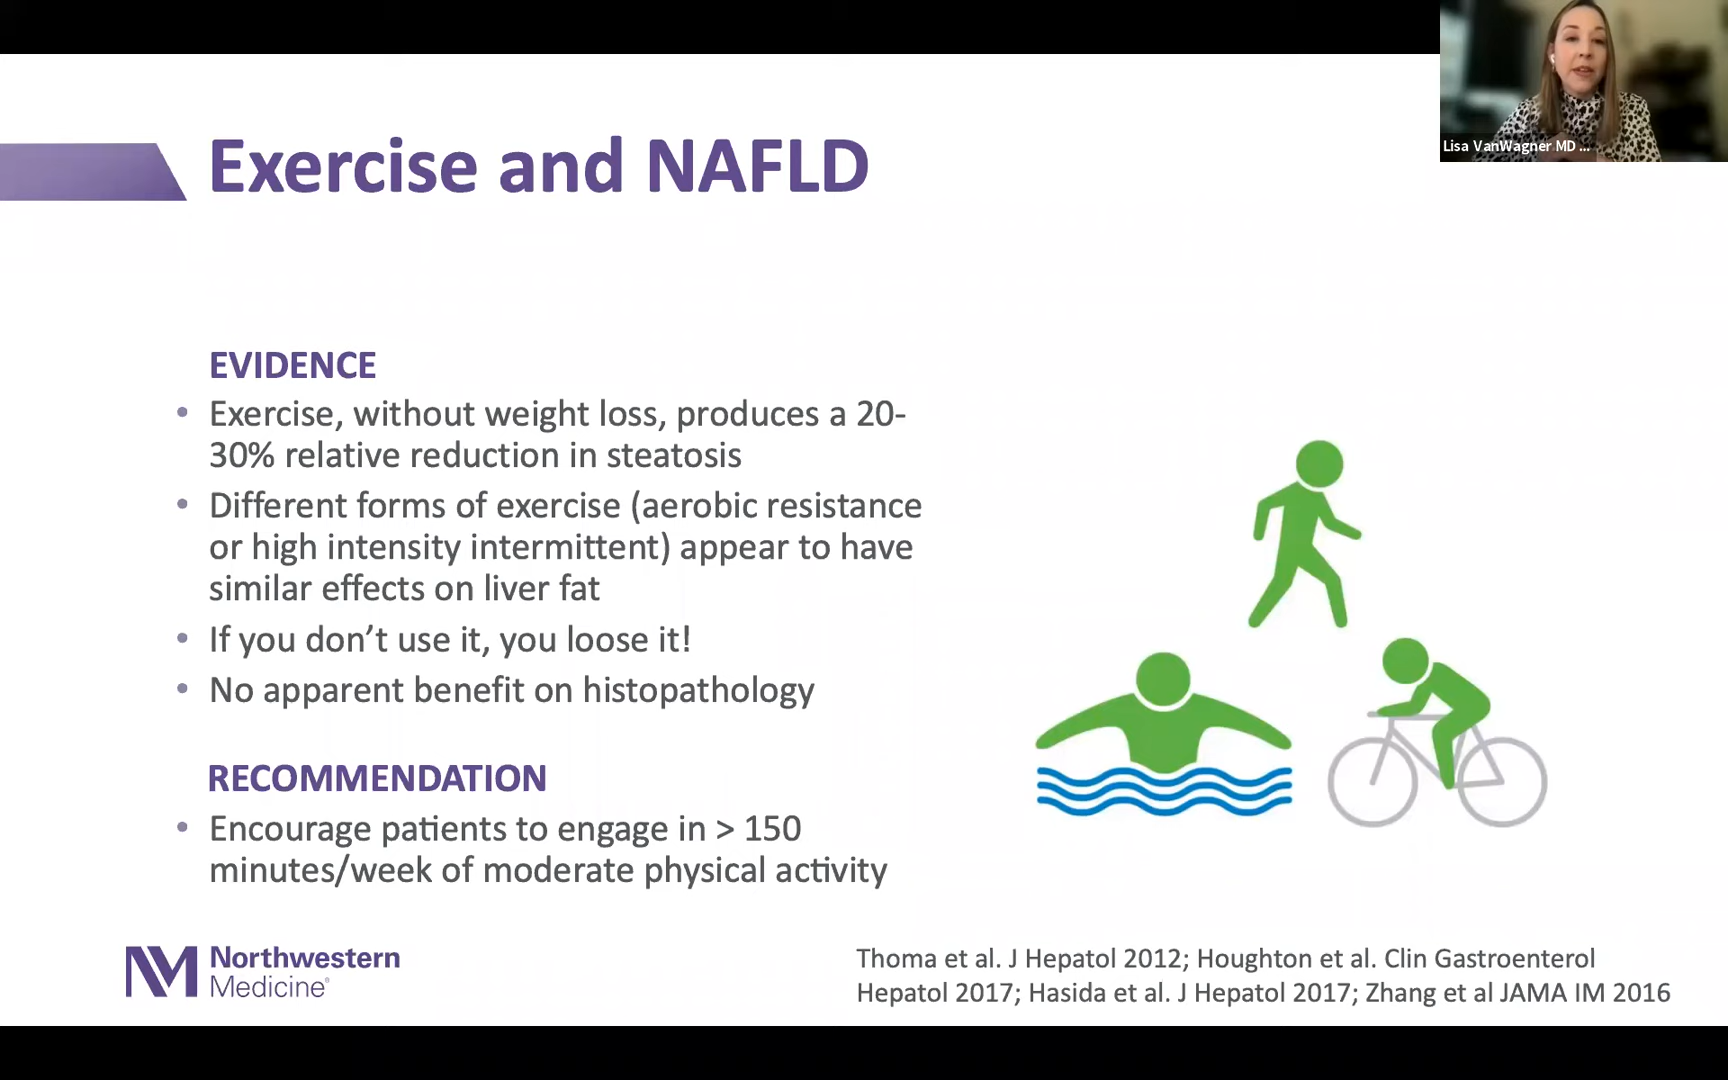 Lisa VanWagner MD ...
Exercise and NAFLD
EVIDENCE
• Exercise, without weight loss, produces a 20-
30% relative reduction in steatosis
• Different forms of exercise (aerobic resistance
or high intensity intermittent) appear to have
similar effects on liver fat
• If you don’t use it, you loose it!
• No apparent benefit on histopathology
RECOMMENDATION
• Encourage patients to engage in > 150
minutes/week of moderate physical activity
NM Northwestern
Medicine®
Thoma et al. J Hepatol 2012; Houghton et al. Clin Gastroenterol
Hepatol 2017; Hasida et al. J Hepatol 2017; Zhang et al JAMA IM 2016